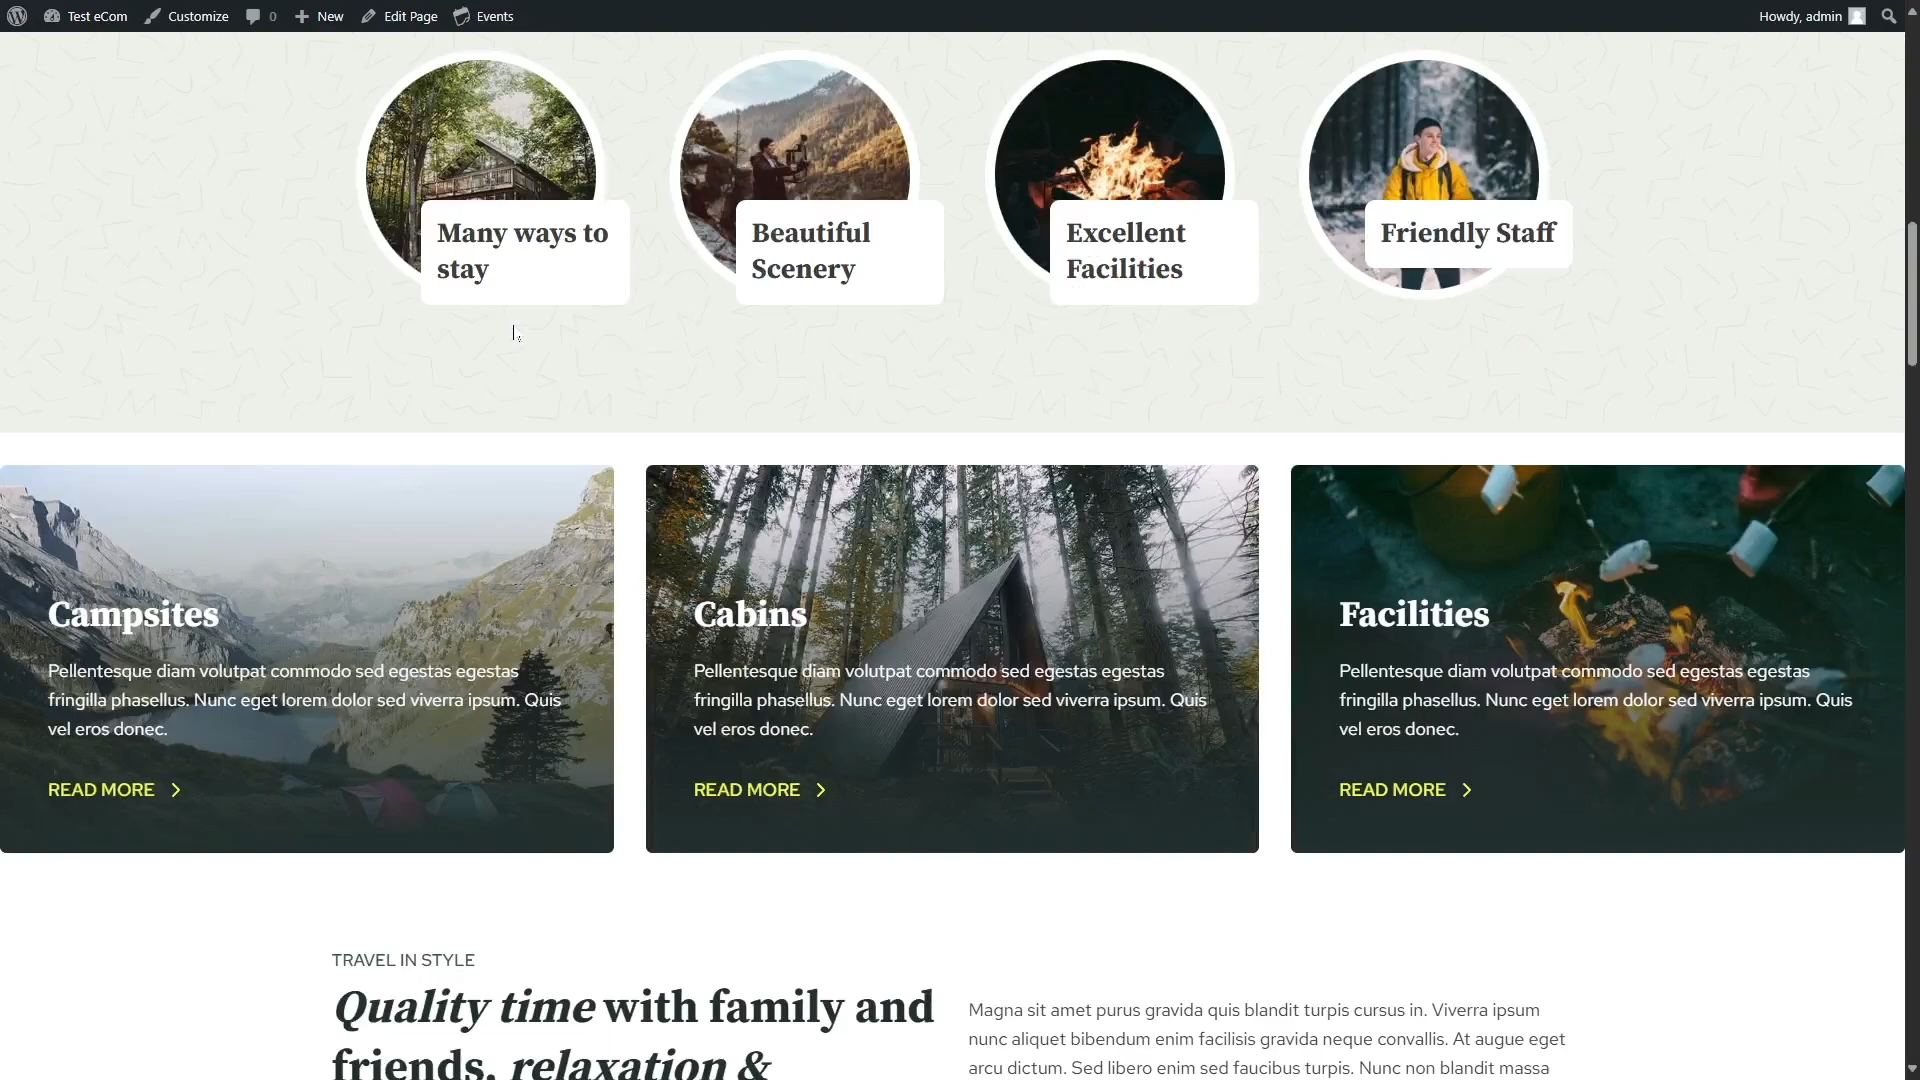 Test eCom Customize 0 New Edit Page Events Howdy, admin
Many ways to
stay
Beautiful
Scenery
Excellent
Facilities
Friendly Staff
Campsites
Pellentesque diam volutpat commodo sed egestas egestas
fringilla phasellus. Nunc eget lorem dolor sed viverra ipsum. Quis
vel eros donec.
READ MORE
Cabins
Pellentesque diam volutpat commodo sed egestas egestas
fringilla phasellus. Nunc eget lorem dolor sed viverra ipsum. Quis
vel eros donec.
READ MORE
Facilities
Pellentesque diam volutpat commodo sed egestas egestas
fringilla phasellus. Nunc eget lorem dolor sed viverra ipsum. Quis
vel eros donec.
READ MORE
TRAVEL IN STYLE
Quality time with family and
friends, relaxation &
Magna sit amet purus gravida quis blandit turpis cursus in. Viverra ipsum
nunc aliquet bibendum enim facilisis gravida neque convallis. At augue eget
arcu dictum. Sed libero enim sed faucibus turpis. Nunc non blandit massa